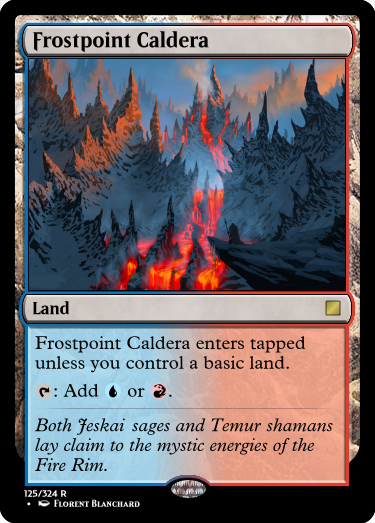 Frostpoint Caldera
Land
Frostpoint Caldera enters tapped
unless you control a basic land.
: Add or .
Both Jeskai sages and Temur shamans
lay claim to the mystic energies of the
Fire Rim.
125/324 R
• Florent Blanchard